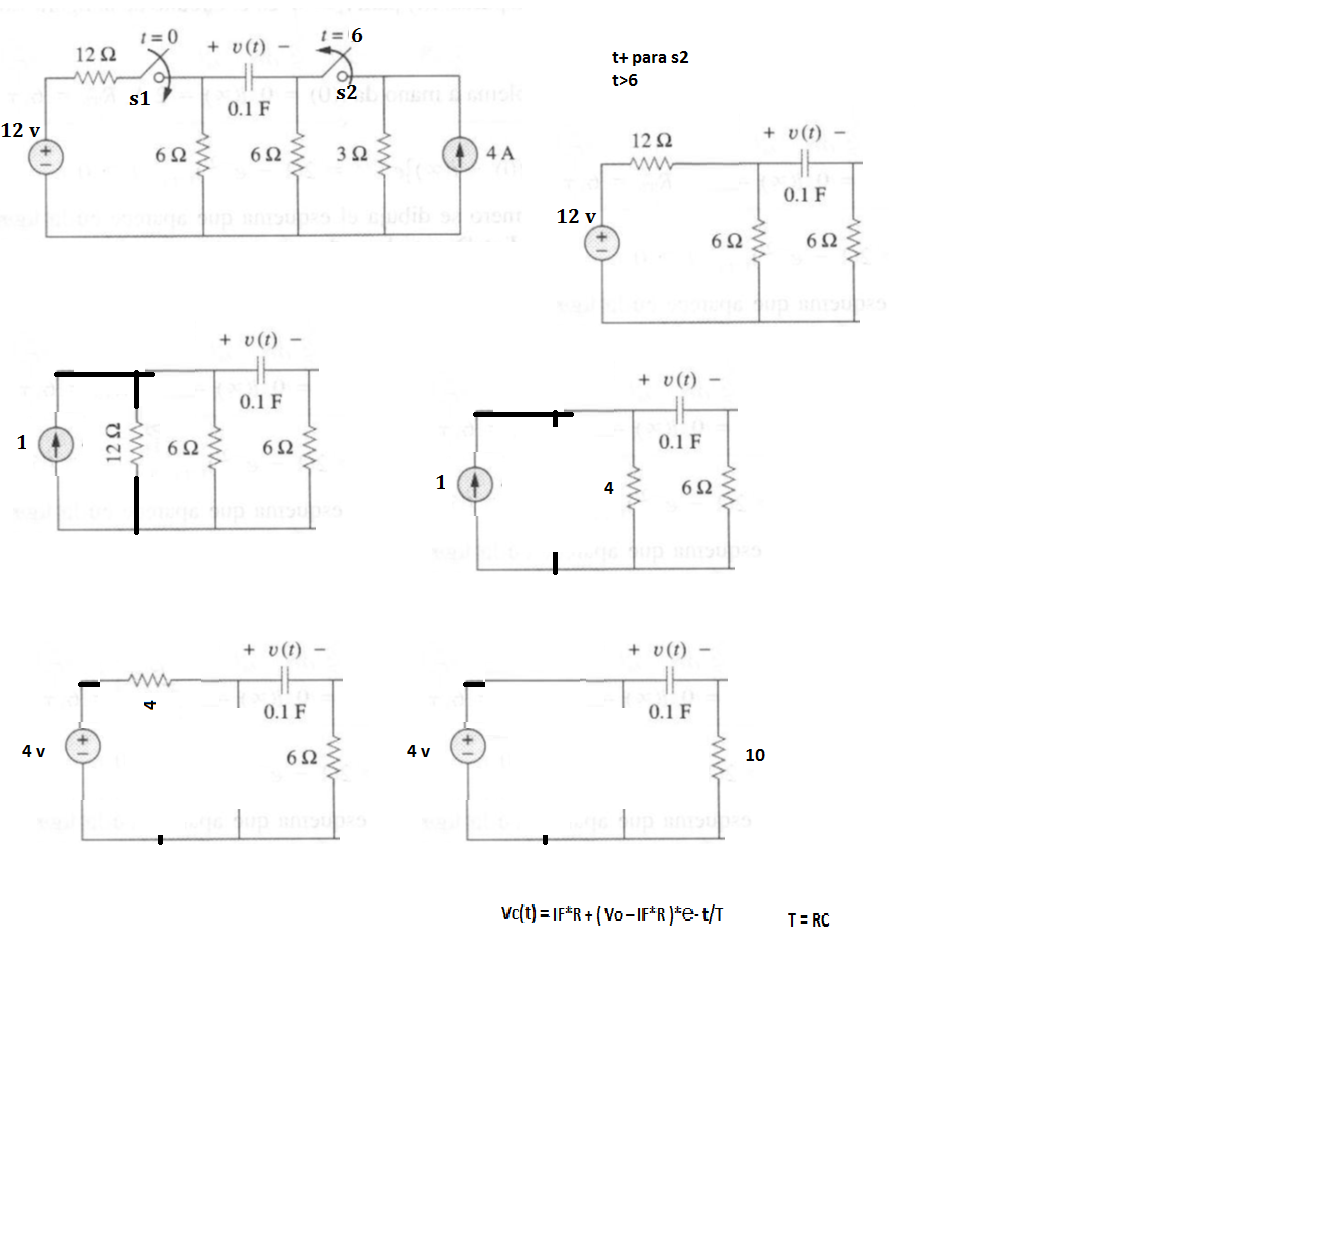 t = 0
+ v(t) −
t = 6
12 Ω
s1
0.1 F
s2
12 v
6 Ω
6 Ω
3 Ω
4 A
t+ para s2
t>6
12 Ω
+ v(t) −
0.1 F
12 v
6 Ω
6 Ω
+ v(t) −
0.1 F
1
12 Ω
6 Ω
6 Ω
+ v(t) −
0.1 F
1
4
6 Ω
+ v(t) −
4
0.1 F
4 v
6 Ω
+ v(t) −
0.1 F
4 v
10
Vc(t) = IF*R + ( Vo – IF*R )*e- t/T
T = RC